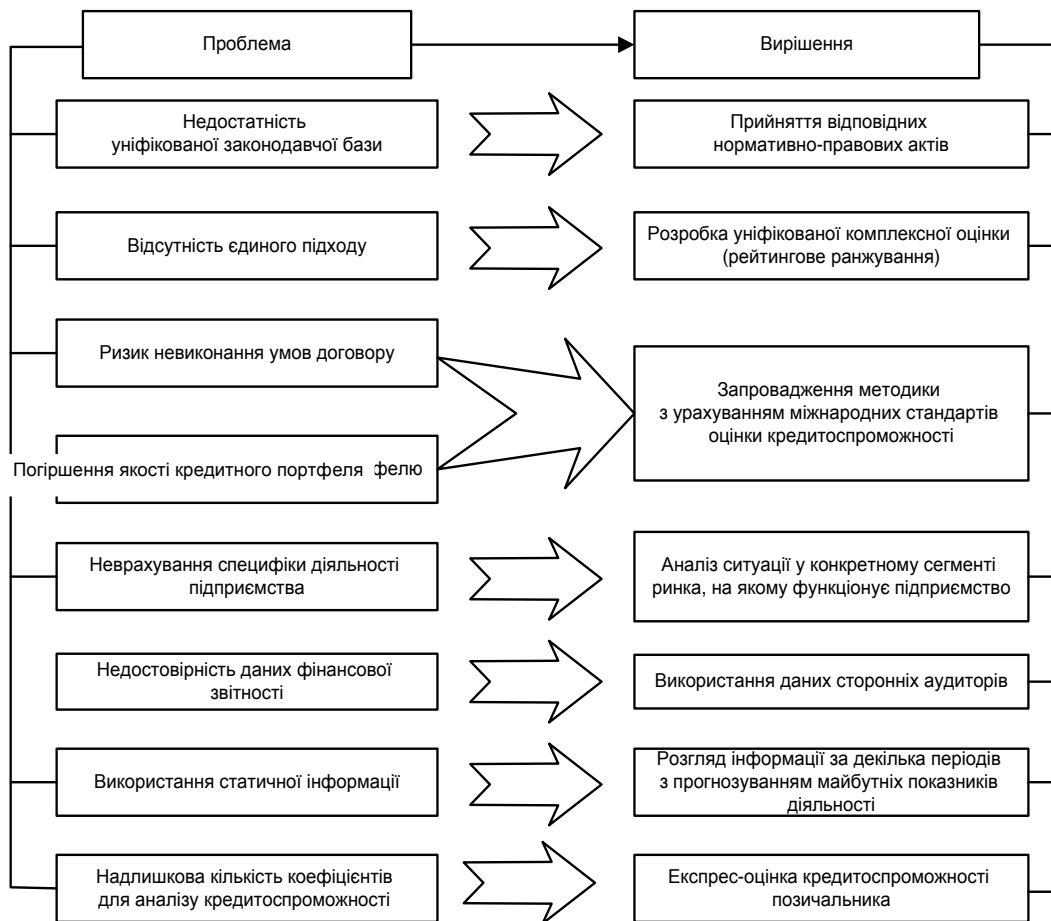 Проблема
Вирішення
Недостатність
уніфікованої законодавчої бази
Прийняття відповідних
нормативно-правових актів
Відсутність єдиного підходу
Розробка уніфікованої комплексної оцінки
(рейтингове ранжування)
Ризик невиконання умов договору
Запровадження методики
з урахуванням міжнародних стандартів
оцінки кредитоспроможності
Погіршення якості кредитного портфеля фелю
Неврахування специфіки діяльності
підприємства
Аналіз ситуації у конкретному сегменті
ринка, на якому функціонує підприємство
Недостовірність даних фінансової
звітності
Використання даних сторонніх аудиторів
Використання статичної інформації
Розгляд інформації за декілька періодів
з прогнозуванням майбутніх показників
діяльності
Надлишкова кількість коефіцієнтів
для аналізу кредитоспроможності
Експрес-оцінка кредитоспроможності
позичальника